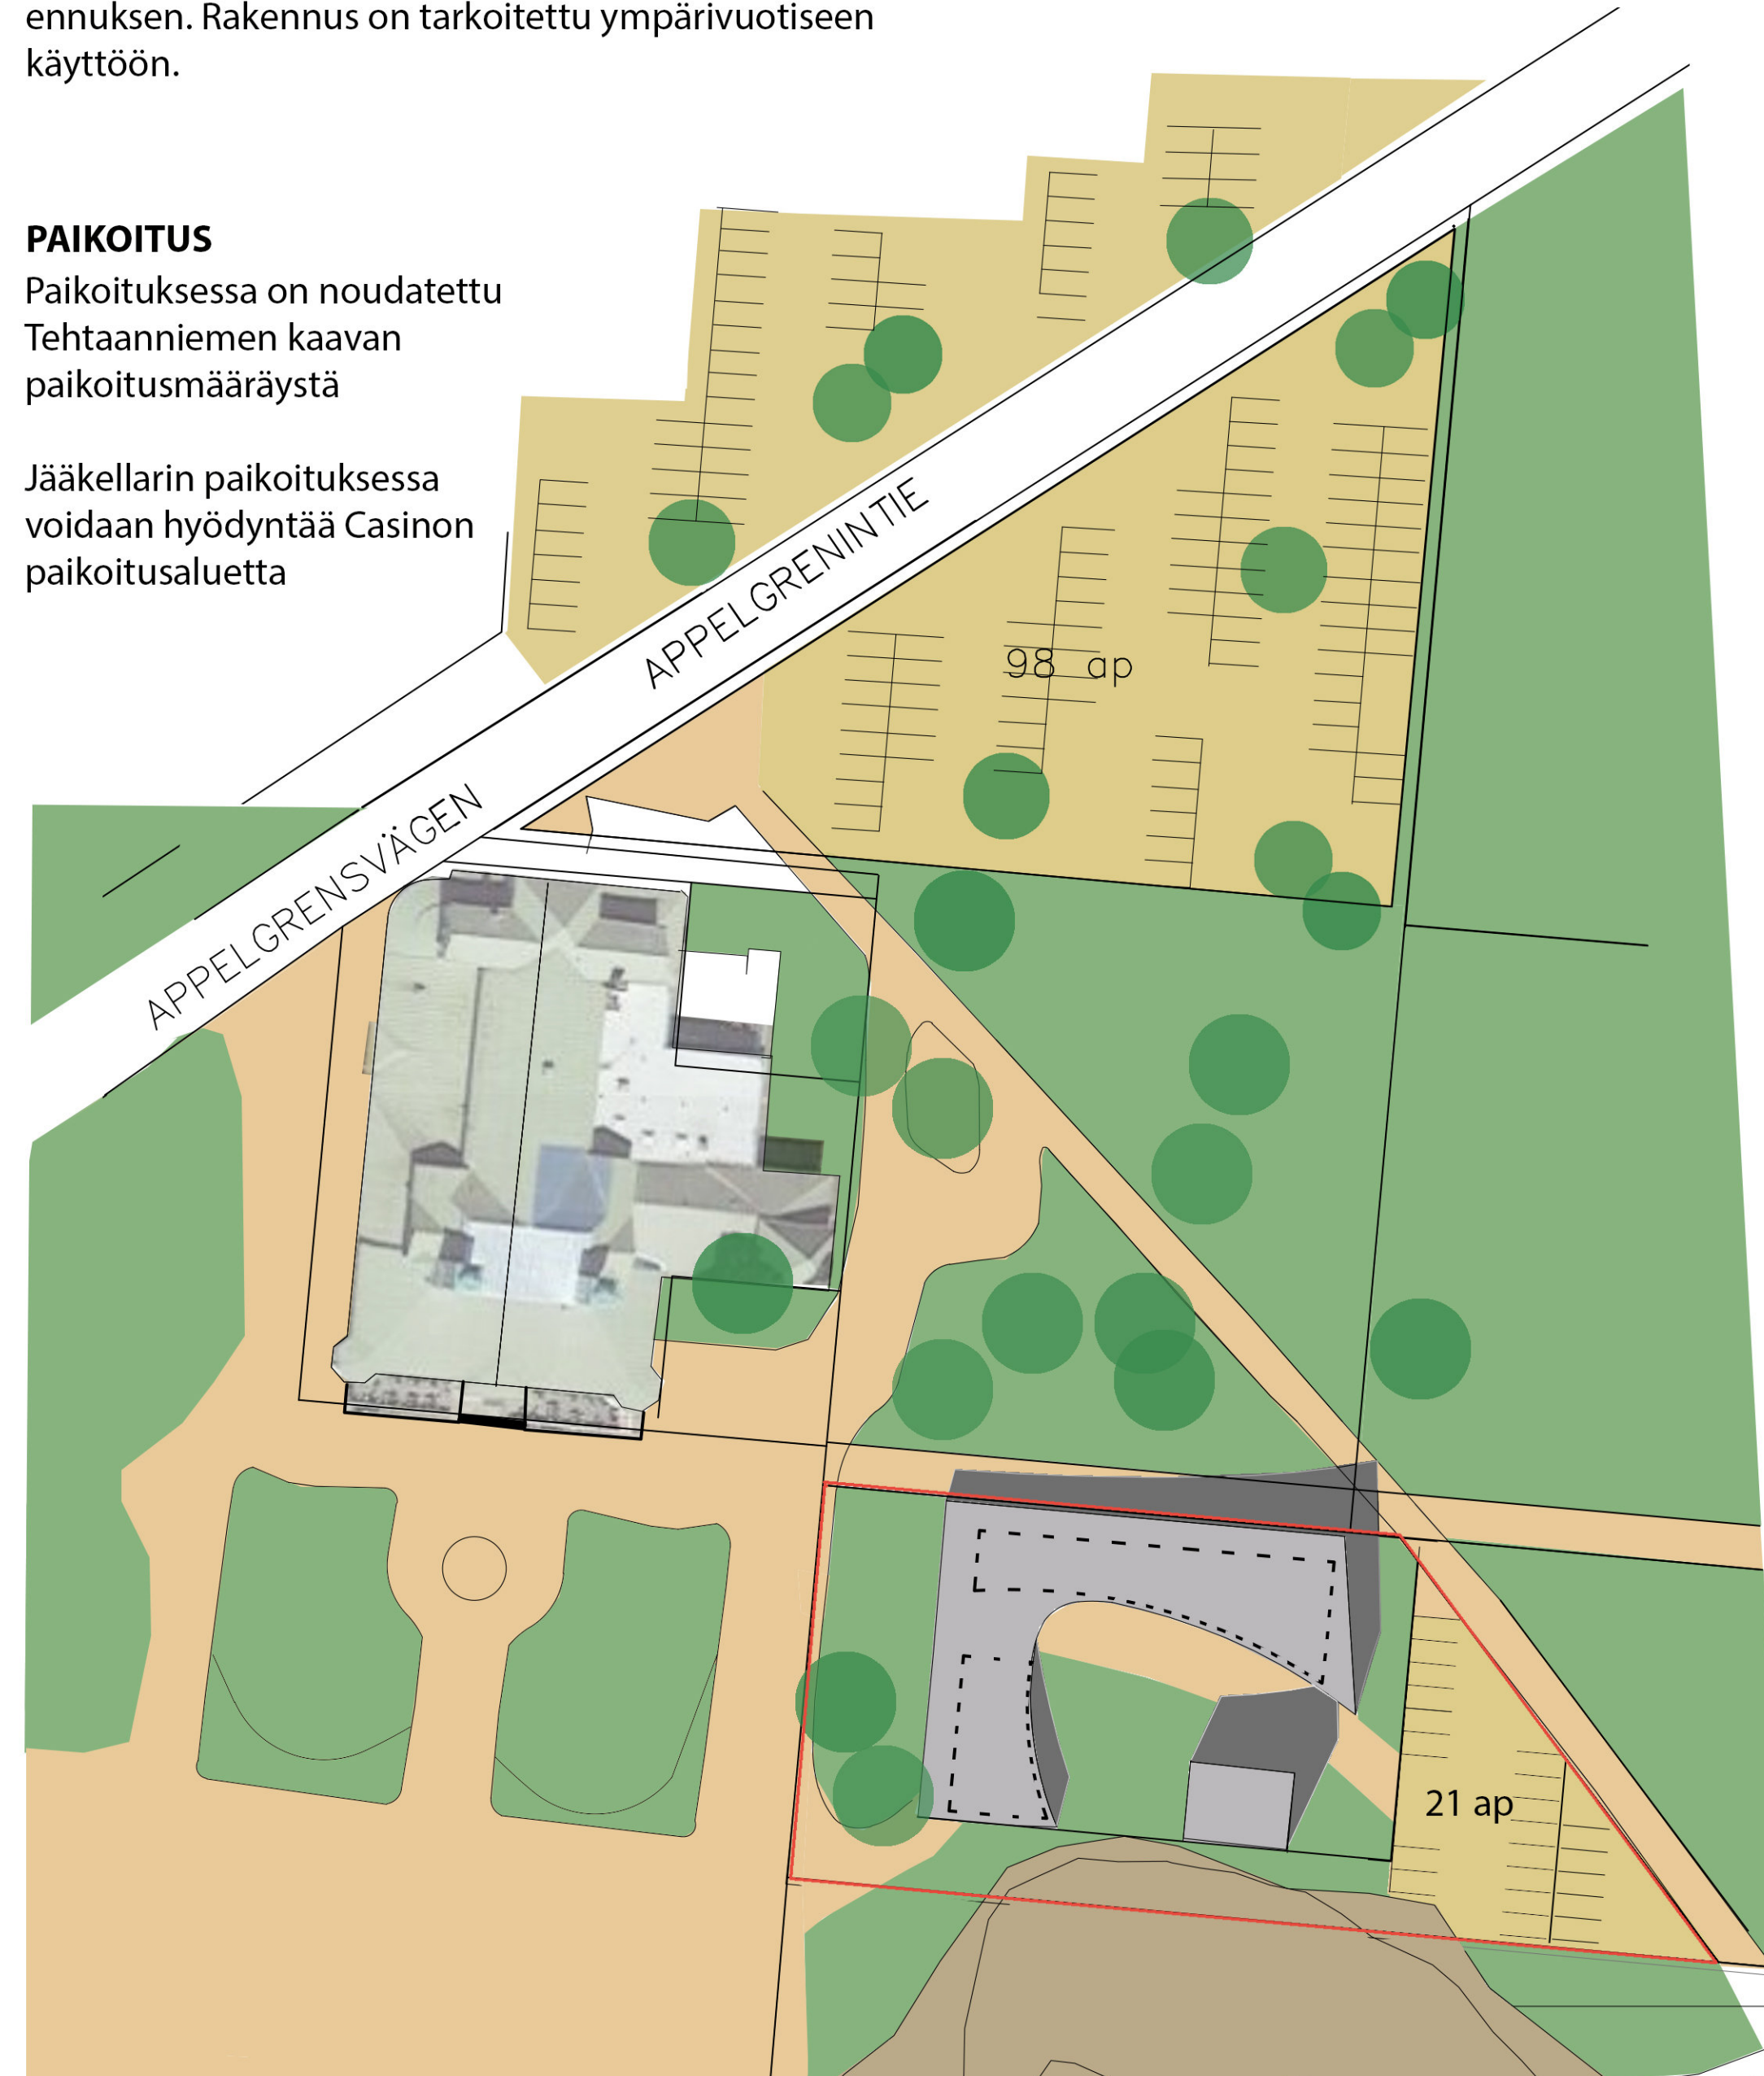 ennuksen. Rakennus on tarkoitettu ympärivuotiseen
käyttöön.
PAIKOITUS
Paikoituksessa on noudatettu
Tehtaanniemen kaavan
paikoitusmääräystä
Jääkellarin paikoituksessa
voidaan hyödyntää Casinon
paikoitusaluetta
APPELGRENINTIE
98 ap
APPELGRENSVÄGEN
21 ap